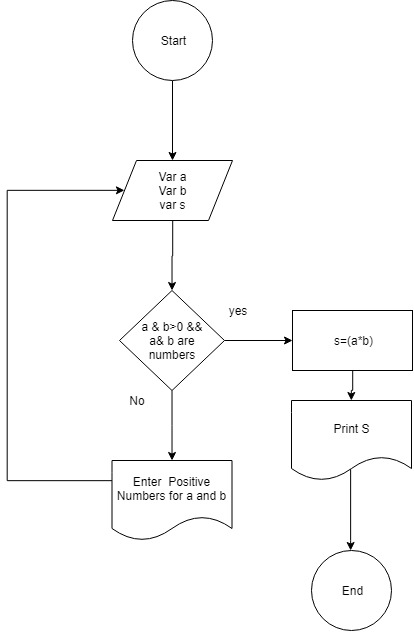 Start
Var a
Var b
var s
a & b>0 &&
a& b are
numbers
yes
s=(a*b)
No
Print S
Enter Positive
Numbers for a and b
End